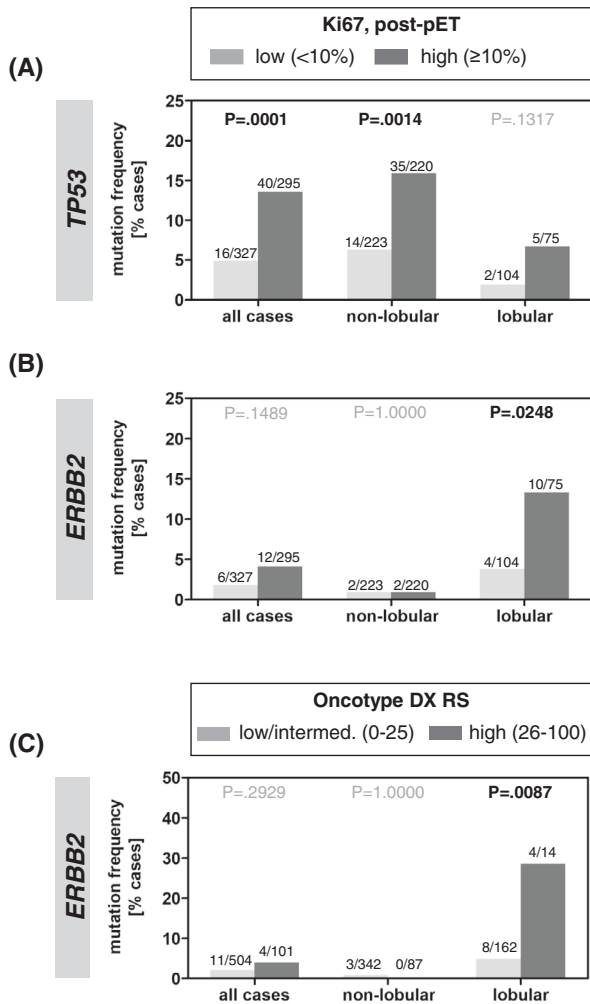 Ki67, post-pET
low (<10%) high (≥10%)
(A)
TP53
mutation frequency
[% cases]
25
20
15
10
5
0
P=.0001 P=.0014 P=.1317
16/327 40/295 14/223 35/220 2/104 5/75
all cases non-lobular lobular
(B)
ERBB2
mutation frequency
[% cases]
25
20
15
10
5
0
P=.1489 P=1.0000 P=.0248
6/327 12/295 2/223 2/220 4/104 10/75
all cases non-lobular lobular
Oncotype DX RS
low/intermed. (0-25) high (26-100)
(C)
ERBB2
mutation frequency
[% cases]
50
40
30
20
10
0
P=.2929 P=1.0000 P=.0087
11/504 4/101 3/342 0/87 8/162 4/14
all cases non-lobular lobular